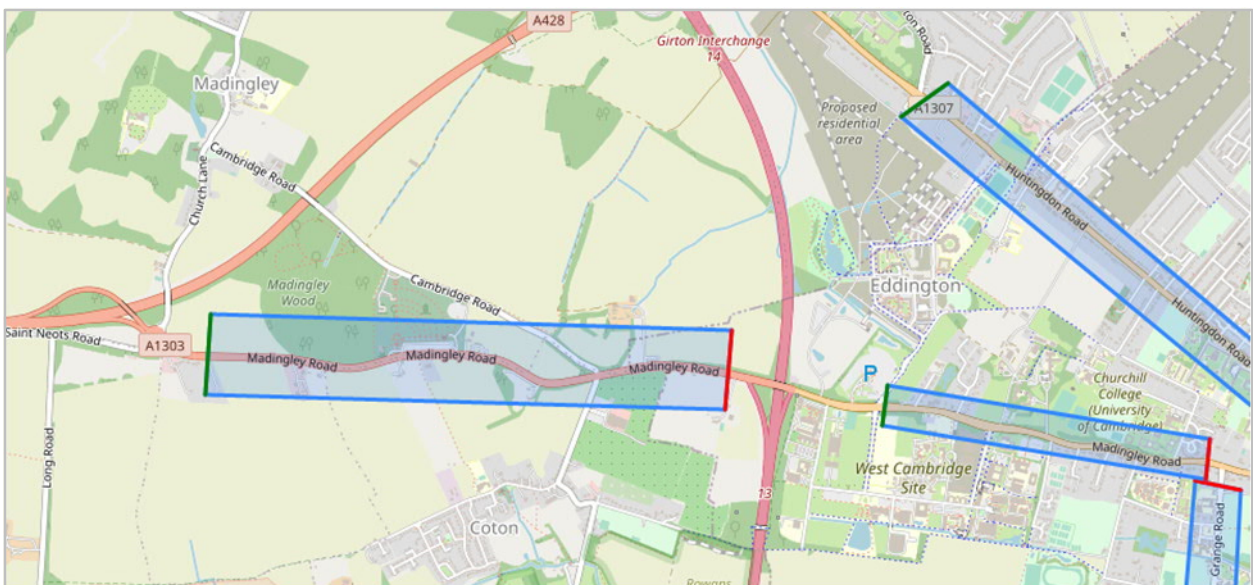 A428
Girton Interchange
14
Madingley
Proposed
residential
area
A1307
Cambridge Road
Church Lane
Huntingdon Road
Madingley
Wood
Cambridge Road
Eddington
Huntingdon Road
Saint Neots Road
A1303
Madingley Road
Madingley Road
Madingley Road
P
Churchill
College
(University
of Cambridge)
Madingley Road
Long Road
West Cambridge
Site
13
Coton
Grange Road
Rowans